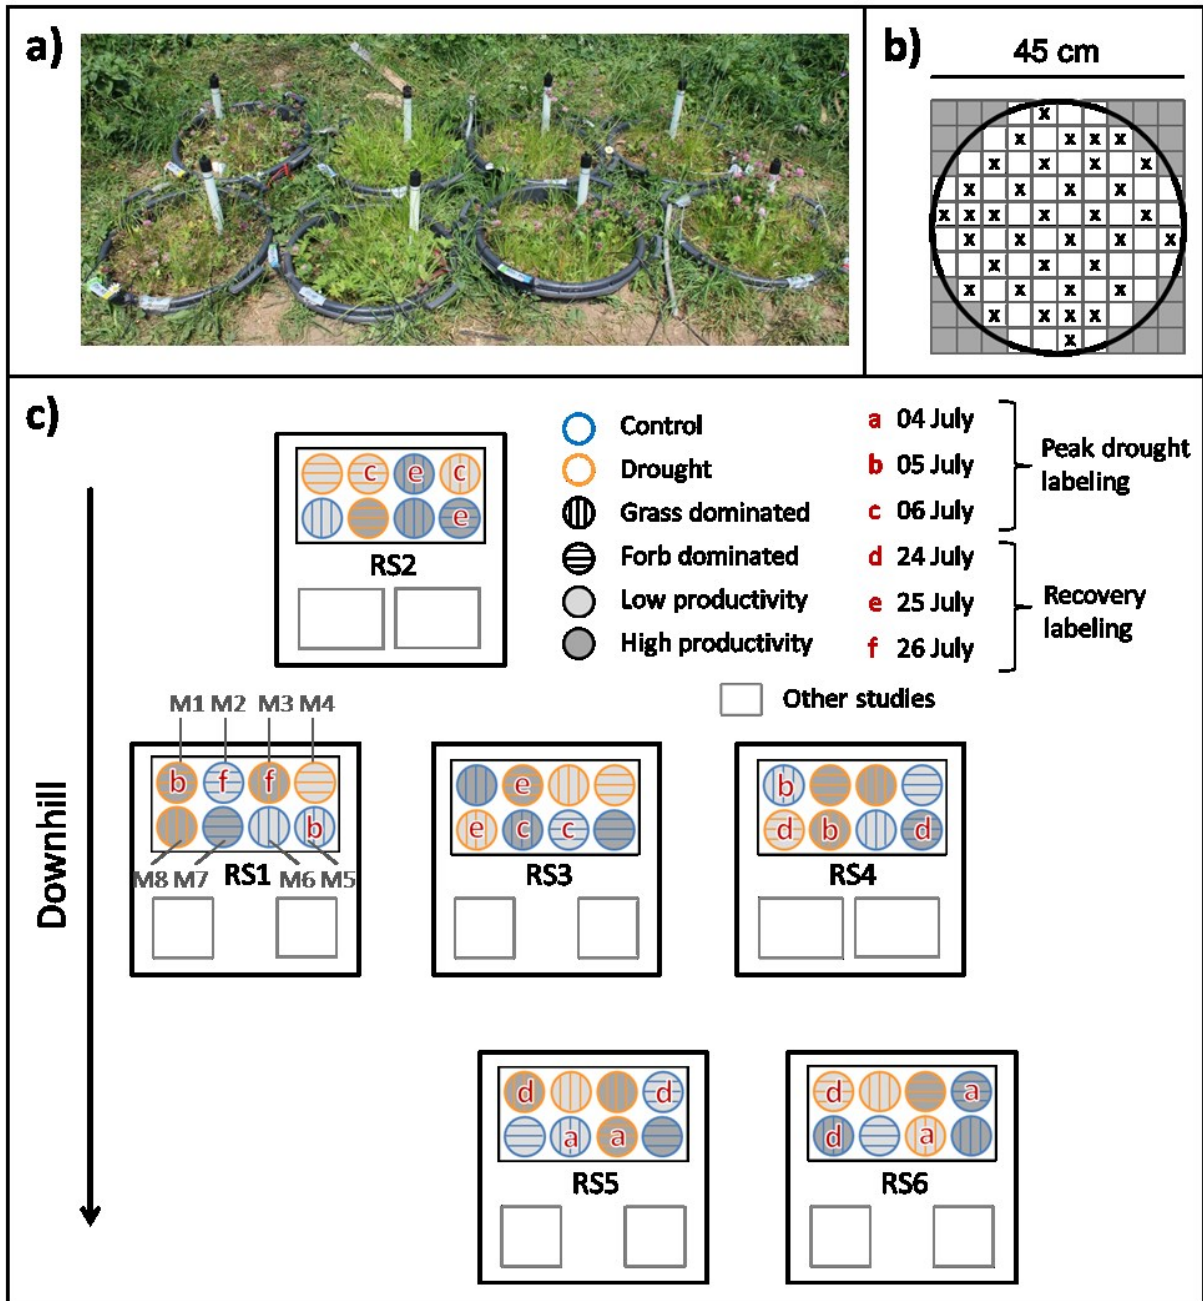 a)
b)
45 cm
x
x x x x
x x x x
x x x x
x x x x x x
x x x x x
x x x
x x x x
x x x x
x
c)
Control
Drought
Grass dominated
Forb dominated
Low productivity
High productivity
Other studies
a 04 July
b 05 July
c 06 July
Peak drought
labeling
d 24 July
e 25 July
f 26 July
Recovery
labeling
Downhill
c e c
e
RS2
M1 M2 M3 M4
b f f
b
M8 M7 RS1 M6 M5
e
e c c
RS3
b
d b d
RS4
d d
a a
RS5
d a
d a
RS6